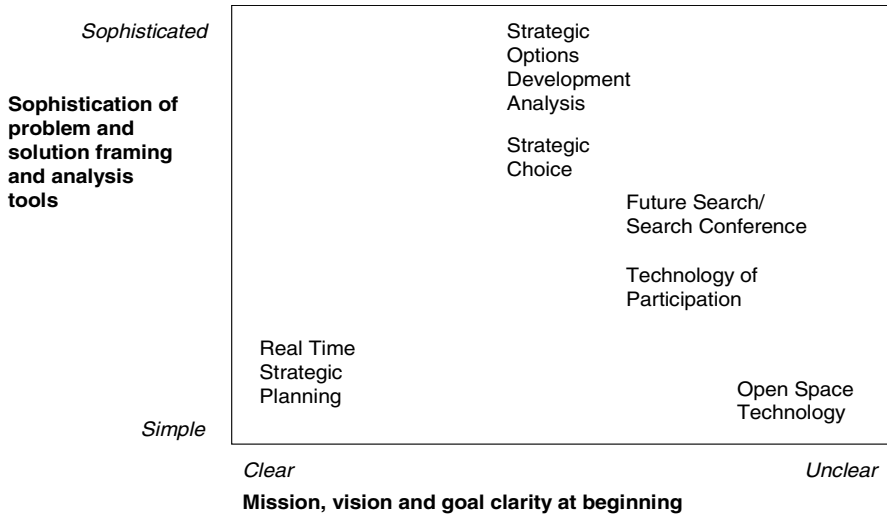 Sophisticated
Sophistication of
problem and
solution framing
and analysis
tools
Strategic
Options
Development
Analysis
Strategic
Choice
Future Search/
Search Conference
Technology of
Participation
Real Time
Strategic
Planning
Open Space
Technology
Simple
Clear
Unclear
Mission, vision and goal clarity at beginning